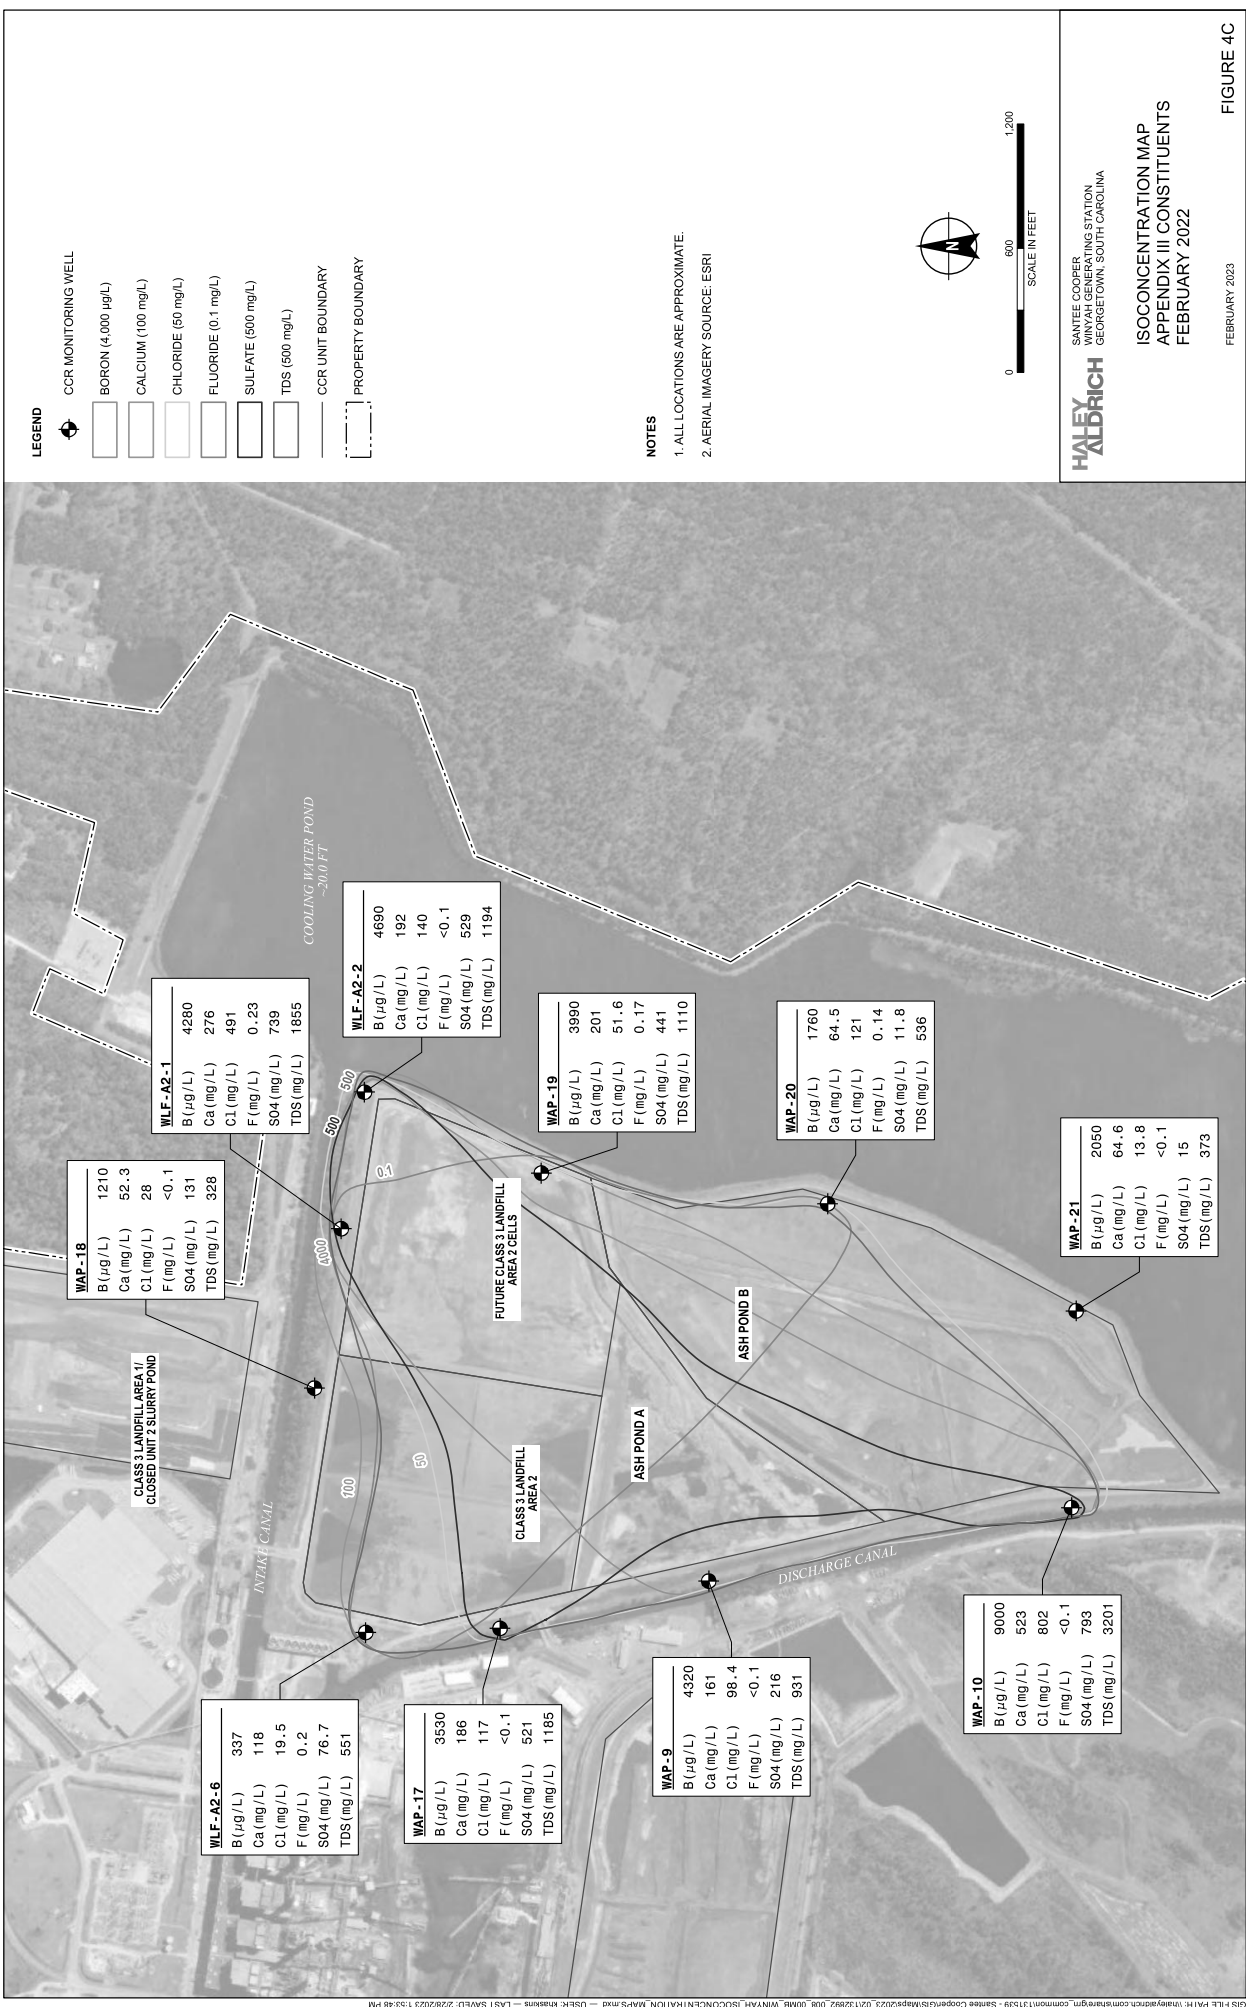 LEGEND
CCR MONITORING WELL
BORON (4,000 µg/L)
CALCIUM (100 mg/L)
CHLORIDE (50 mg/L)
FLUORIDE (0.1 mg/L)
SULFATE (500 mg/L)
TDS (500 mg/L)
CCR UNIT BOUNDARY
PROPERTY BOUNDARY
NOTES
1. ALL LOCATIONS ARE APPROXIMATE.
2. AERIAL IMAGERY SOURCE: ESRI
N
0 600 1,200
SCALE IN FEET
HALEY
ALDRICH
SANTEE COOPER
WINYAH GENERATING STATION
GEORGETOWN, SOUTH CAROLINA
ISOCONCENTRATION MAP
APPENDIX III CONSTITUENTS
FEBRUARY 2022
FEBRUARY 2023
FIGURE 4C
WAP-18
B(µg/L) 1210
Ca(mg/L) 52.3
Cl(mg/L) 28
F(mg/L) <0.1
SO4(mg/L) 131
TDS(mg/L) 328
WLF-A2-1
B(µg/L) 4280
Ca(mg/L) 276
Cl(mg/L) 491
F(mg/L) 0.23
SO4(mg/L) 739
TDS(mg/L) 1855
WLF-A2-2
B(µg/L) 4690
Ca(mg/L) 192
Cl(mg/L) 140
F(mg/L) <0.1
SO4(mg/L) 529
TDS(mg/L) 1194
WAP-19
B(µg/L) 3990
Ca(mg/L) 201
Cl(mg/L) 51.6
F(mg/L) 0.17
SO4(mg/L) 441
TDS(mg/L) 1110
WAP-20
B(µg/L) 1760
Ca(mg/L) 64.5
Cl(mg/L) 121
F(mg/L) 0.14
SO4(mg/L) 11.8
TDS(mg/L) 536
WAP-21
B(µg/L) 2050
Ca(mg/L) 64.6
Cl(mg/L) 13.8
F(mg/L) <0.1
SO4(mg/L) 15
TDS(mg/L) 373
WLF-A2-6
B(µg/L) 337
Ca(mg/L) 118
Cl(mg/L) 19.5
F(mg/L) 0.2
SO4(mg/L) 76.7
TDS(mg/L) 551
WAP-17
B(µg/L) 3530
Ca(mg/L) 186
Cl(mg/L) 117
F(mg/L) <0.1
SO4(mg/L) 521
TDS(mg/L) 1185
WAP-9
B(µg/L) 4320
Ca(mg/L) 161
Cl(mg/L) 98.4
F(mg/L) <0.1
SO4(mg/L) 216
TDS(mg/L) 931
WAP-10
B(µg/L) 9000
Ca(mg/L) 523
Cl(mg/L) 802
F(mg/L) <0.1
SO4(mg/L) 793
TDS(mg/L) 3201
CLASS 3 LANDFILL AREA 1/
CLOSED UNIT 2 SLURRY POND
INTAKE CANAL
COOLING WATER POND
~20.0 FT
FUTURE CLASS 3 LANDFILL
AREA 2 CELLS
CLASS 3 LANDFILL
AREA 2
ASH POND A
ASH POND B
DISCHARGE CANAL
500
500
4000
0.1
100
50